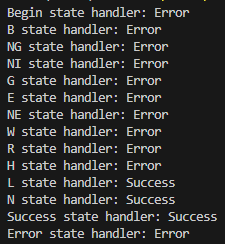 Begin state handler: Error
B state handler: Error
NG state handler: Error
NI state handler: Error
G state handler: Error
E state handler: Error
NE state handler: Error
W state handler: Error
R state handler: Error
H state handler: Error
L state handler: Success
N state handler: Success
Success state handler: Success
Error state handler: Error